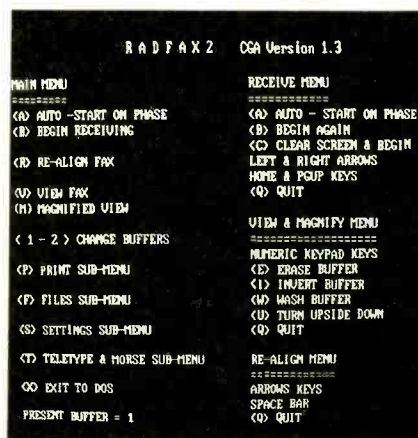 RADFAX2 CGA Version 1.3
MAIN MENU
=========
<A> AUTO -START ON PHASE
<B> BEGIN RECEIVING
<R> RE-ALIGN FAX
<V> VIEW FAX
<M> MAGNIFIED VIEW
< 1 - 2 > CHANGE BUFFERS
<P> PRINT SUB-MENU
<F> FILES SUB-MENU
<S> SETTINGS SUB-MENU
<T> TELETYPE & MORSE SUB-MENU
<X> EXIT TO DOS
PRESENT BUFFER = 1
RECEIVE MENU
============
<A> AUTO - START ON PHASE
<B> BEGIN AGAIN
<C> CLEAR SCREEN & BEGIN
LEFT & RIGHT ARROWS
HOME & PGUP KEYS
<Q> QUIT
VIEW & MAGNIFY MENU
===================
NUMERIC KEYPAD KEYS
<E> ERASE BUFFER
<I> INVERT BUFFER
<W> WASH BUFFER
<U> TURN UPSIDE DOWN
<Q> QUIT
RE-ALIGN MENU
=============
ARROWS KEYS
SPACE BAR
<Q> QUIT